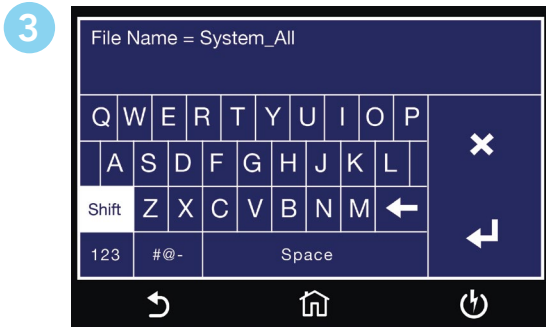 3
File Name = System_All
Q W E R T Y U I O P
A S D F G H J K L
Shift Z X C V B N M
123 #@- Space